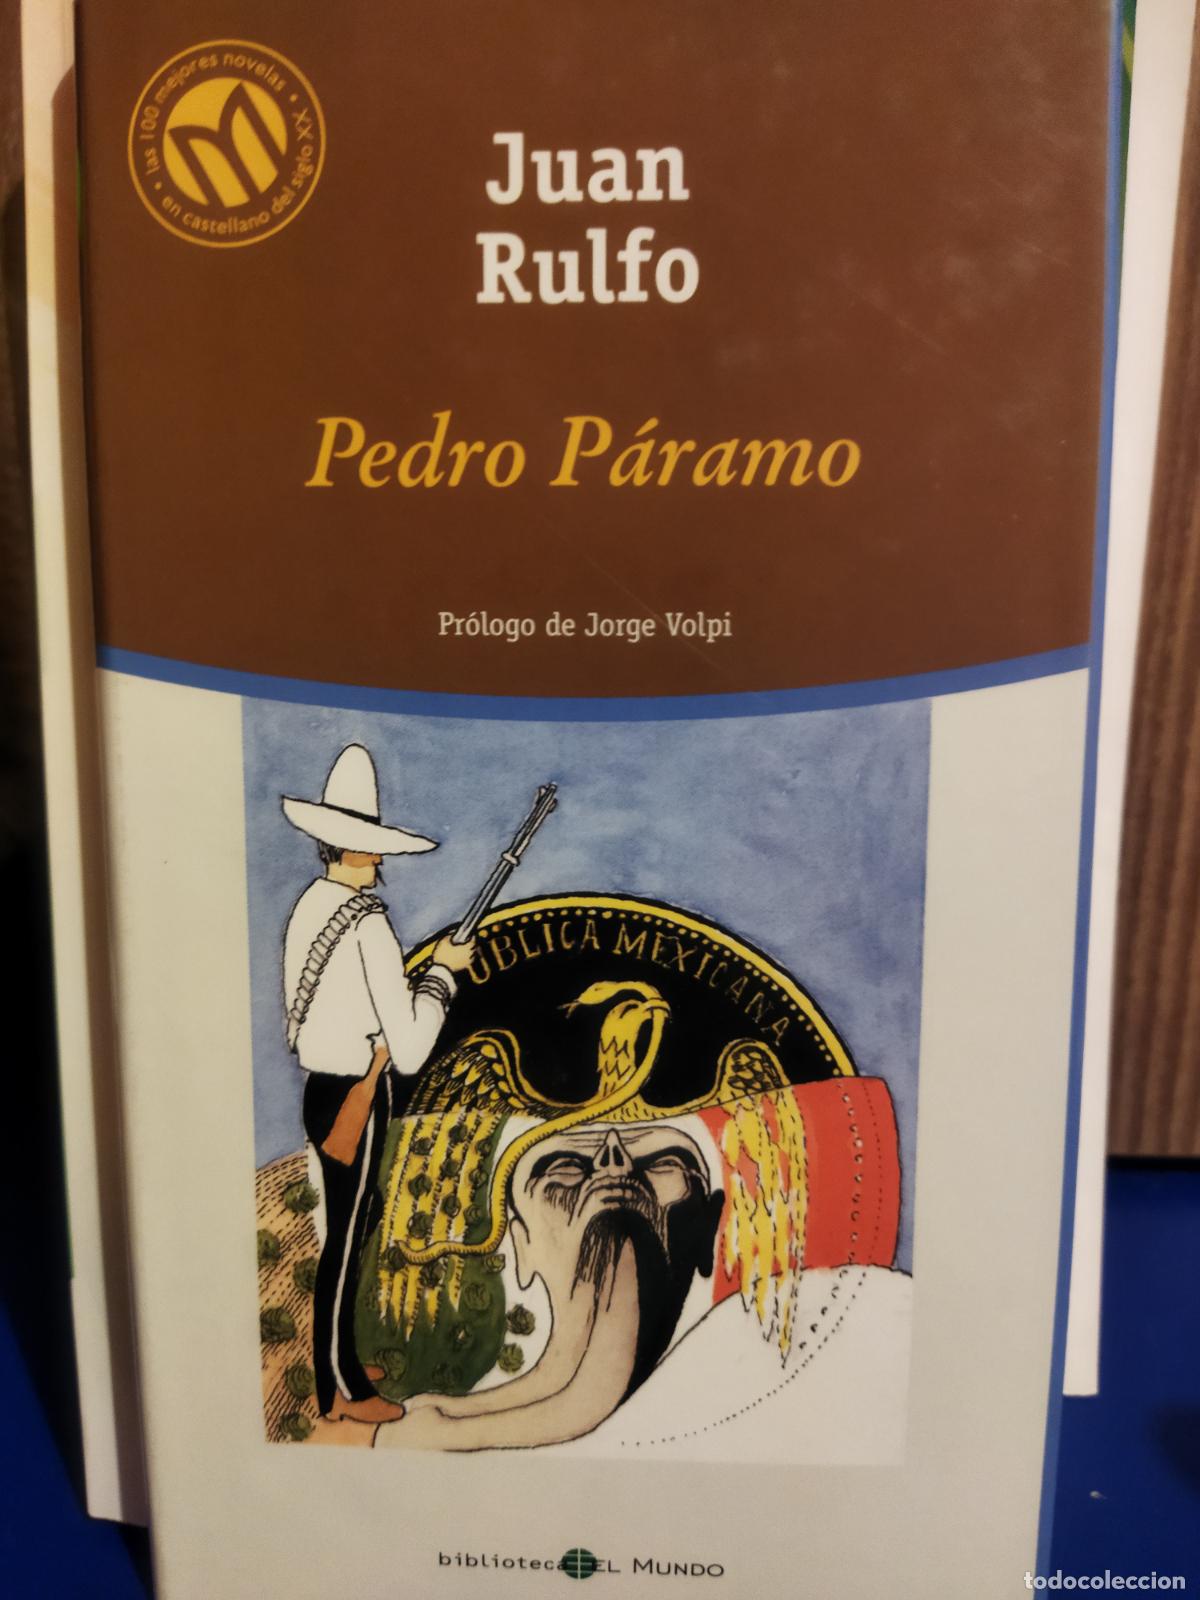 las 100 mejores novelas •
• en castellano del siglo XX
Juan
Rulfo
Pedro Páramo
Prólogo de Jorge Volpi
ÚBLICA MEXICANA
biblioteca EL MUNDO
todocoleccion